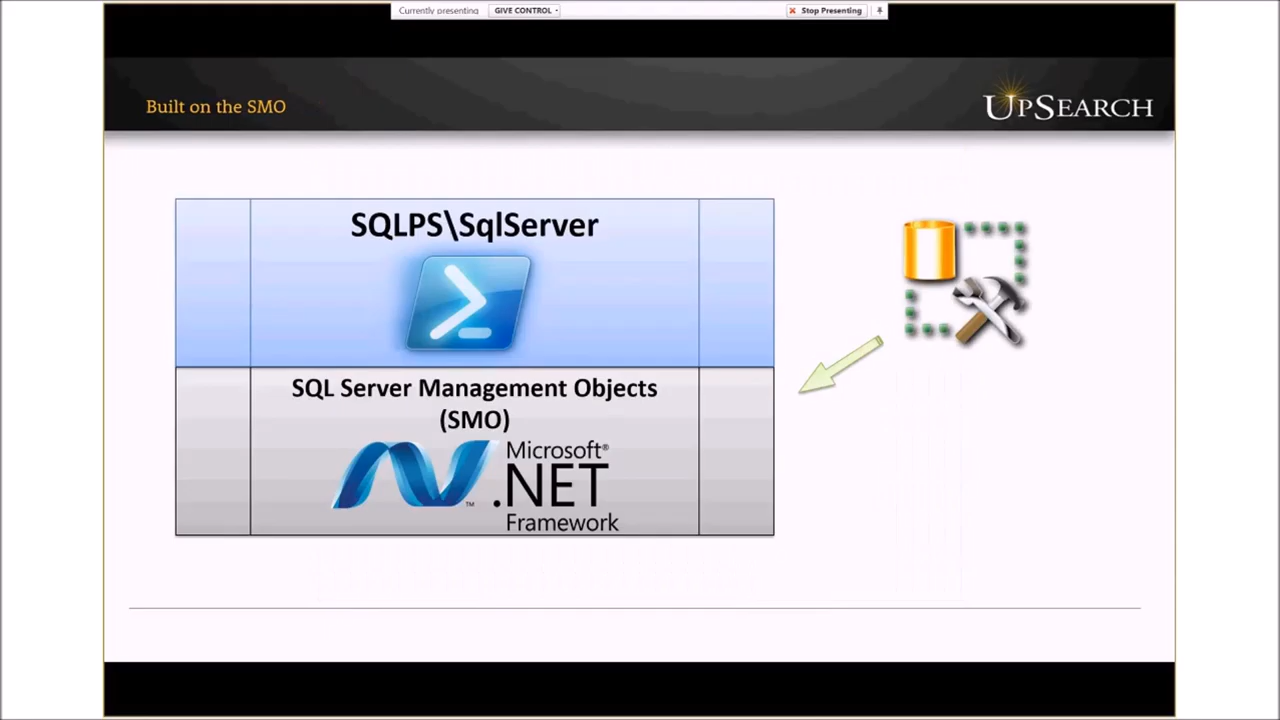 Currently presenting GIVE CONTROL Stop Presenting
Built on the SMO
UPSEARCH
SQLPS\SqlServer
SQL Server Management Objects
(SMO)
Microsoft®
.NET
™
Framework